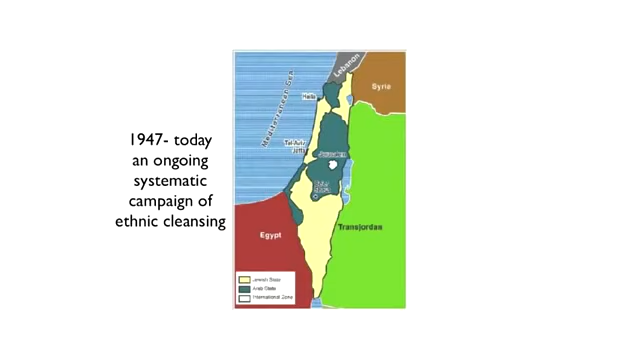 1947- today
an ongoing
systematic
campaign of
ethnic cleansing
Lebanon
Syria
Mediterranean Sea
Haifa
Tel-Aviv
Jaffa
Jerusalem
Transjordan
Egypt
Jewish State
Arab State
International Zone